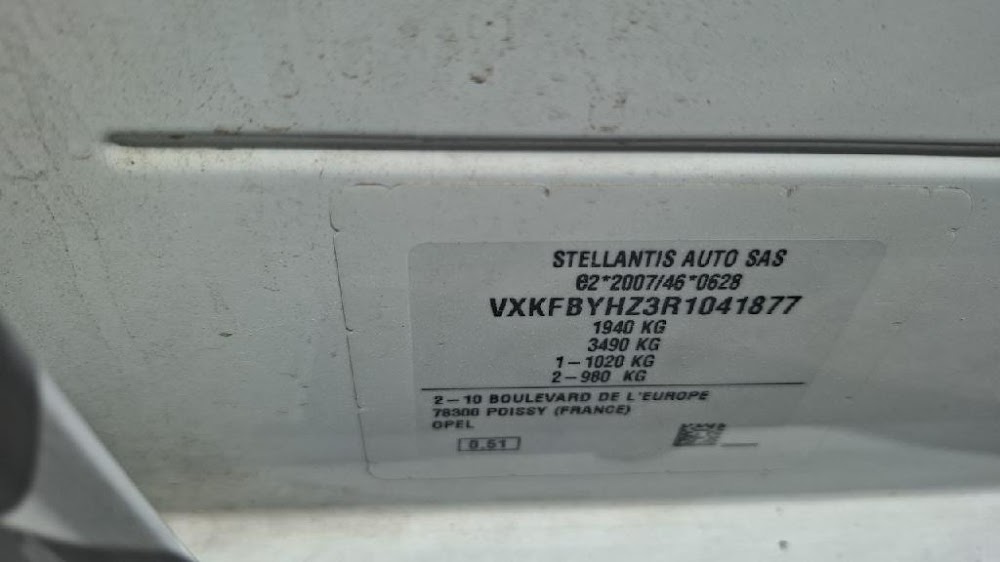 STELLANTIS AUTO SAS
e2*2007/46*0628
VXKFBYHZ3R1041877
1940 KG
3490 KG
1-1020 KG
2-980 KG
2-10 BOULEVARD DE L'EUROPE
78300 POISSY (FRANCE)
OPEL
0.51